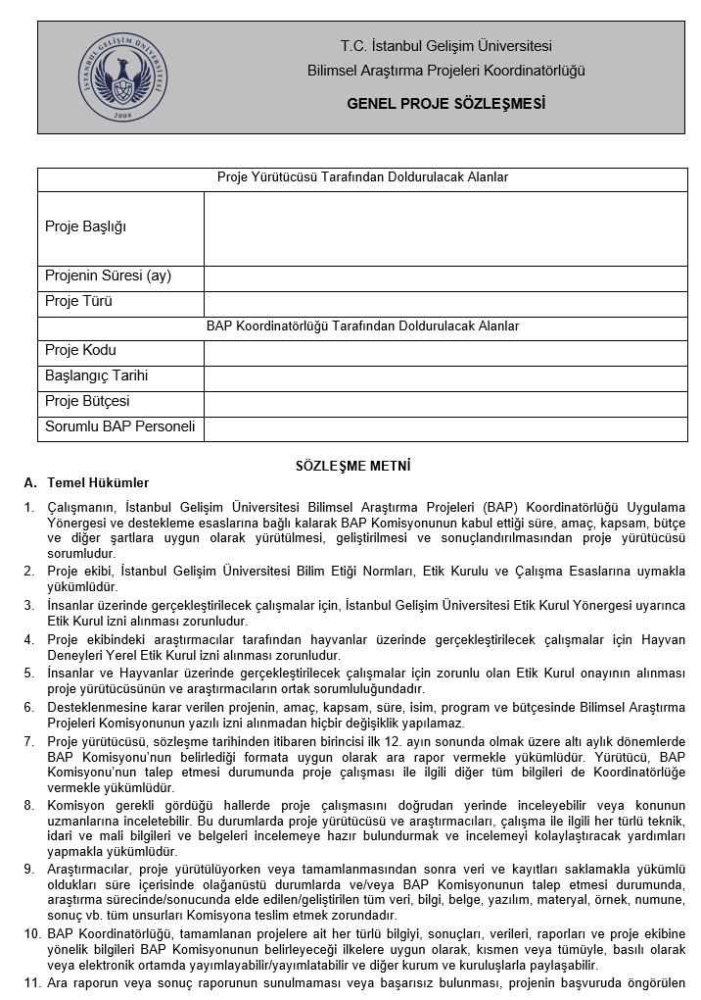 İSTANBUL GELİŞİM ÜNİVERSİTESİ
2008
T.C. İstanbul Gelişim Üniversitesi
Bilimsel Araştırma Projeleri Koordinatörlüğü
GENEL PROJE SÖZLEŞMESİ
Proje Yürütücüsü Tarafından Doldurulacak Alanlar
Proje Başlığı
Projenin Süresi (ay)
Proje Türü
BAP Koordinatörlüğü Tarafından Doldurulacak Alanlar
Proje Kodu
Başlangıç Tarihi
Proje Bütçesi
Sorumlu BAP Personeli
SÖZLEŞME METNİ
A. Temel Hükümler
1. Çalışmanın, İstanbul Gelişim Üniversitesi Bilimsel Araştırma Projeleri (BAP) Koordinatörlüğü Uygulama
Yönergesi ve destekleme esaslarına bağlı kalarak BAP Komisyonunun kabul ettiği süre, amaç, kapsam, bütçe
ve diğer şartlara uygun olarak yürütülmesi, geliştirilmesi ve sonuçlandırılmasından proje yürütücüsü
sorumludur.
2. Proje ekibi, İstanbul Gelişim Üniversitesi Bilim Etiği Normları, Etik Kurulu ve Çalışma Esaslarına uymakla
yükümlüdür.
3. İnsanlar üzerinde gerçekleştirilecek çalışmalar için, İstanbul Gelişim Üniversitesi Etik Kurul Yönergesi uyarınca
Etik Kurul izni alınması zorunludur.
4. Proje ekibindeki araştırmacılar tarafından hayvanlar üzerinde gerçekleştirilecek çalışmalar için Hayvan
Deneyleri Yerel Etik Kurul izni alınması zorunludur.
5. İnsanlar ve Hayvanlar üzerinde gerçekleştirilecek çalışmalar için zorunlu olan Etik Kurul onayının alınması
proje yürütücüsünün ve araştırmacıların ortak sorumluluğundadır.
6. Desteklenmesine karar verilen projenin, amaç, kapsam, süre, isim, program ve bütçesinde Bilimsel Araştırma
Projeleri Komisyonunun yazılı izni alınmadan hiçbir değişiklik yapılamaz.
7. Proje yürütücüsü, sözleşme tarihinden itibaren birincisi ilk 12. ayın sonunda olmak üzere altı aylık dönemlerde
BAP Komisyonu’nun belirlediği formata uygun olarak ara rapor vermekle yükümlüdür. Yürütücü, BAP
Komisyonu’nun talep etmesi durumunda proje çalışması ile ilgili diğer tüm bilgileri de Koordinatörlüğe
vermekle yükümlüdür.
8. Komisyon gerekli gördüğü hallerde proje çalışmasını doğrudan yerinde inceleyebilir veya konunun
uzmanlarına inceletebilir. Bu durumlarda proje yürütücüsü ve araştırmacıları, çalışma ile ilgili her türlü teknik,
idari ve mali bilgileri ve belgeleri incelemeye hazır bulundurmak ve incelemeyi kolaylaştıracak yardımları
yapmakla yükümlüdür.
9. Araştırmacılar, proje yürütülüyorken veya tamamlanmasından sonra veri ve kayıtları saklamakla yükümlü
oldukları süre içerisinde olağanüstü durumlarda ve/veya BAP Komisyonunun talep etmesi durumunda,
araştırma sürecinde/sonucunda elde edilen/geliştirilen tüm veri, bilgi, belge, yazılım, materyal, örnek, numune,
sonuç vb. tüm unsurları Komisyona teslim etmek zorundadır.
10. BAP Koordinatörlüğü, tamamlanan projelere ait her türlü bilgiyi, sonuçları, verileri, raporları ve proje ekibine
yönelik bilgileri BAP Komisyonunun belirleyeceği ilkelere uygun olarak, kısmen veya tümüyle, basılı olarak
veya elektronik ortamda yayımlayabilir/yayımlatabilir ve diğer kurum ve kuruluşlarla paylaşabilir.
11. Ara raporun veya sonuç raporunun sunulmaması veya başarısız bulunması, projenin başvuruda öngörülen